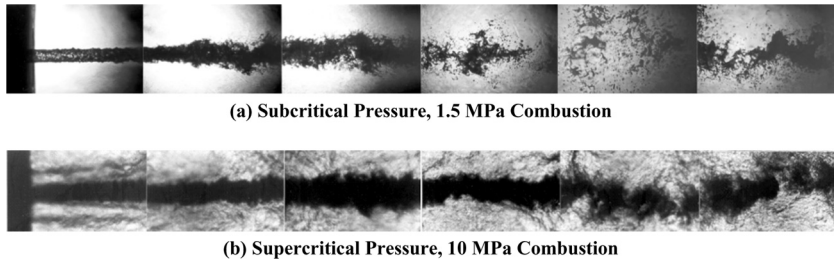 (a) Subcritical Pressure, 1.5 MPa Combustion
(b) Supercritical Pressure, 10 MPa Combustion